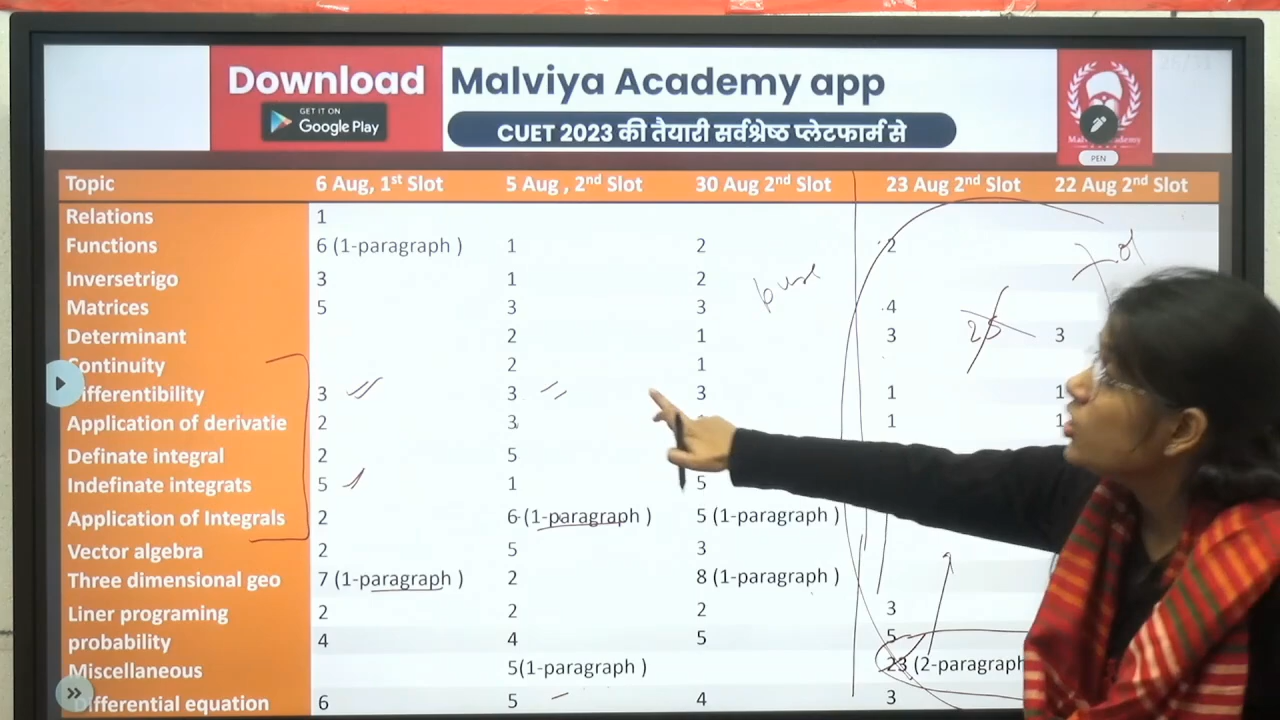 Download Malviya Academy app
GET IT ON
Google Play
CUET 2023 की तैयारी सर्वश्रेष्ठ प्लेटफार्म से
PEN
Topic 6 Aug, 1st Slot 5 Aug , 2nd Slot 30 Aug 2nd Slot 23 Aug 2nd Slot 22 Aug 2nd Slot
Relations 1
Functions 6 (1-paragraph ) 1 2 2
Inversetrigo 3 1 2
Matrices 5 3 3 4
Determinant 2 1 3 25 3
Continuity 2 1
ifferentibility 3 3 3 1 1
Application of derivatie 2 3 1 1
Definate integral 2 5
Indefinate integrats 5 1 5
Application of Integrals 2 6 (1-paragraph ) 5 (1-paragraph )
Vector algebra 2 5 3
Three dimensional geo 7 (1-paragraph ) 2 8 (1-paragraph )
Liner programing 2 2 2 3
probability 4 4 5 5
Miscellaneous 5(1-paragraph ) 23 (2-paragraph
ifferential equation 6 5 4 3